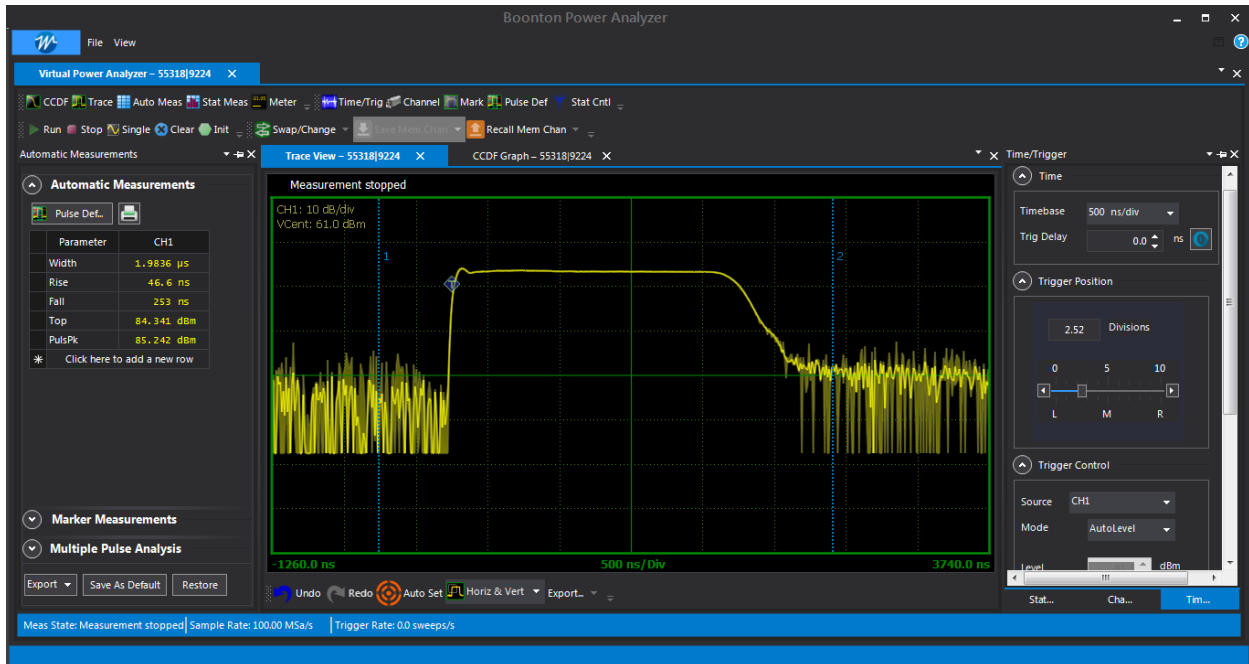 Boonton Power Analyzer
File View
Virtual Power Analyzer – 55318|9224 X
CCDF Trace Auto Meas Stat Meas Meter Time/Trig Channel Mark Pulse Def Stat Cntl
Run Stop Single Clear Init Swap/Change Save Mem Chan Recall Mem Chan
Automatic Measurements
Trace View – 55318|9224 X CCDF Graph – 55318|9224 X
Time/Trigger
Automatic Measurements
Pulse Def...
Parameter CH1
Width 1.9836 µs
Rise 46.6 ns
Fall 253 ns
Top 84.341 dBm
PulsPk 85.242 dBm
Click here to add a new row
Marker Measurements
Multiple Pulse Analysis
Export Save As Default Restore
Measurement stopped
CH1: 10 dB/div
VCent: 61.0 dBm
1 2
T
-1260.0 ns 500 ns/Div 3740.0 ns
Undo Redo Auto Set Horiz & Vert Export...
Time
Timebase 500 ns/div
Trig Delay 0.0 ns
Trigger Position
2.52 Divisions
0 5 10
L M R
Trigger Control
Source CH1
Mode AutoLevel
Level dBm
Stat... Cha... Tim...
Meas State: Measurement stopped Sample Rate: 100.00 MSa/s Trigger Rate: 0.0 sweeps/s